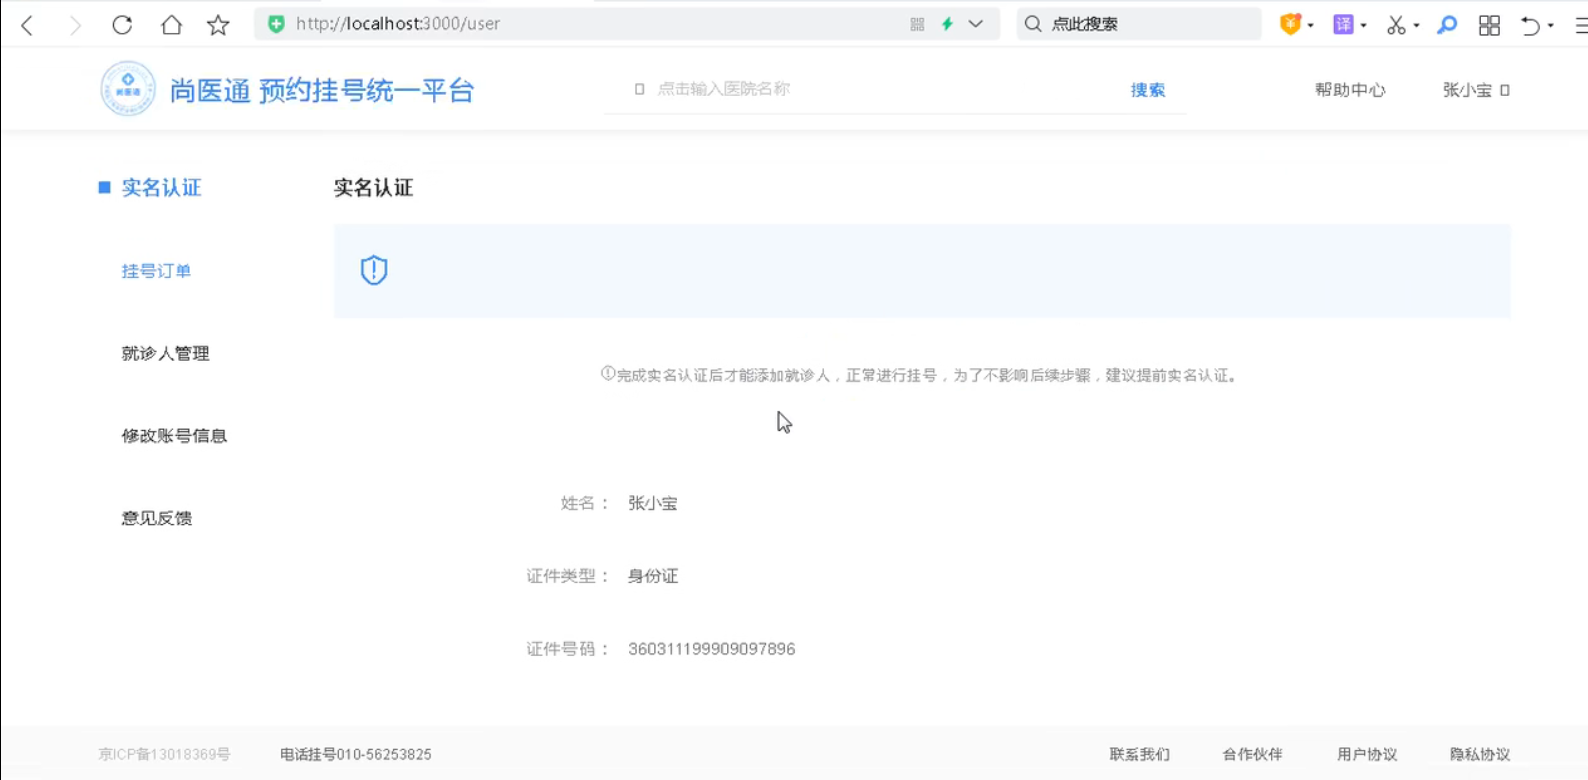 http://localhost:3000/user
点此搜索
译
尚医通
尚医通 预约挂号统一平台
点击输入医院名称
搜索
帮助中心
张小宝
实名认证
挂号订单
就诊人管理
修改账号信息
意见反馈
实名认证
完成实名认证后才能添加就诊人，正常进行挂号，为了不影响后续步骤，建议提前实名认证。
姓名： 张小宝
证件类型： 身份证
证件号码： 360311199909097896
京ICP备13018369号
电话挂号010-56253825
联系我们
合作伙伴
用户协议
隐私协议